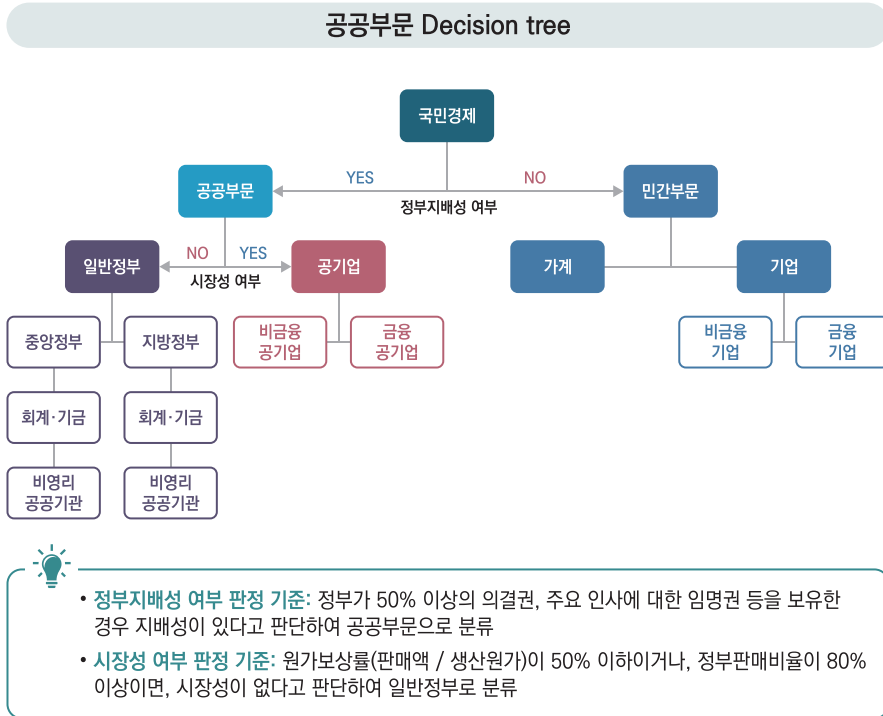 공공부문 Decision tree
국민경제
YES
NO
공공부문
정부지배성 여부
민간부문
NO
YES
일반정부
시장성 여부
공기업
가계
기업
중앙정부
지방정부
비금융
공기업
금융
공기업
비금융
기업
금융
기업
회계·기금
회계·기금
비영리
공공기관
비영리
공공기관
• 정부지배성 여부 판정 기준: 정부가 50% 이상의 의결권, 주요 인사에 대한 임명권 등을 보유한
경우 지배성이 있다고 판단하여 공공부문으로 분류
• 시장성 여부 판정 기준: 원가보상률(판매액 / 생산원가)이 50% 이하이거나, 정부판매비율이 80%
이상이면, 시장성이 없다고 판단하여 일반정부로 분류